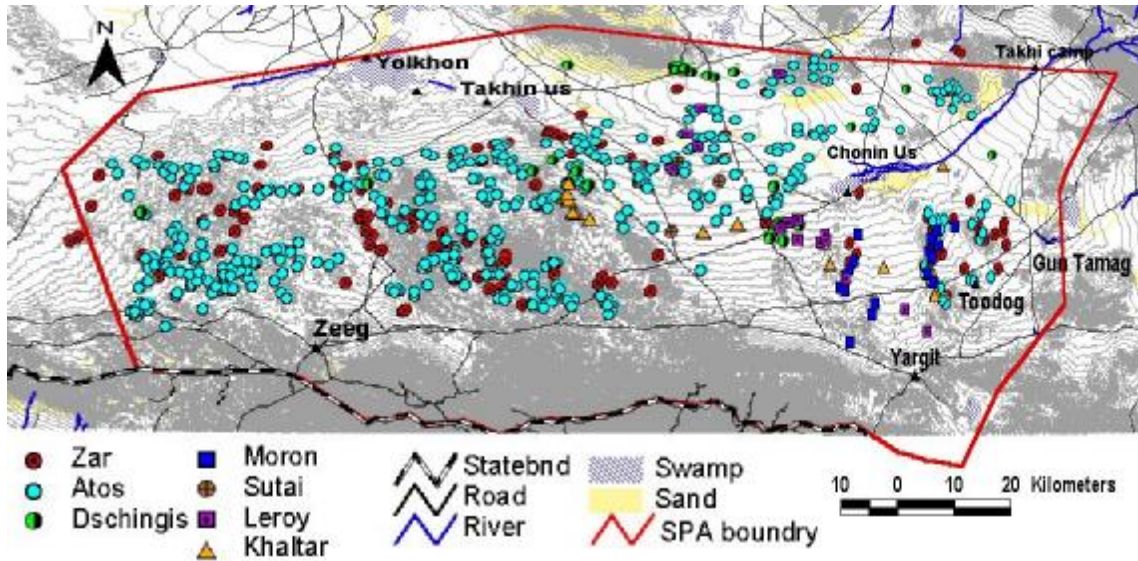 N
Yolkhon
Takhi camp
Takhin us
Chonin Us
Gun Tamag
Toodog
Zeeg
Yargit
Zar
Atos
Dschingis
Moron
Sutai
Leroy
Khaltar
Statebnd
Road
River
Swamp
Sand
SPA boundry
10 0 10 20 Kilometers